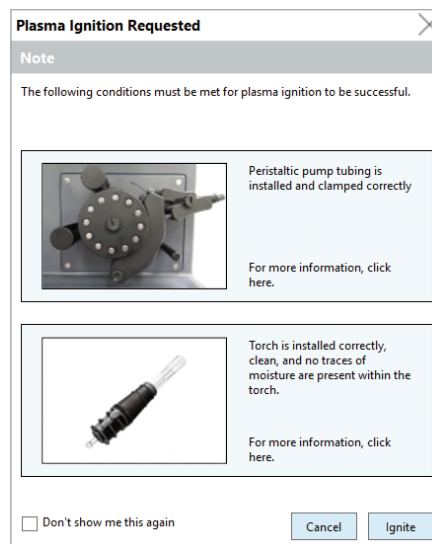 Plasma Ignition Requested
Note
The following conditions must be met for plasma ignition to be successful.
Peristaltic pump tubing is
installed and clamped correctly
For more information, click
here.
Torch is installed correctly,
clean, and no traces of
moisture are present within the
torch.
For more information, click
here.
Don't show me this again
Cancel
Ignite